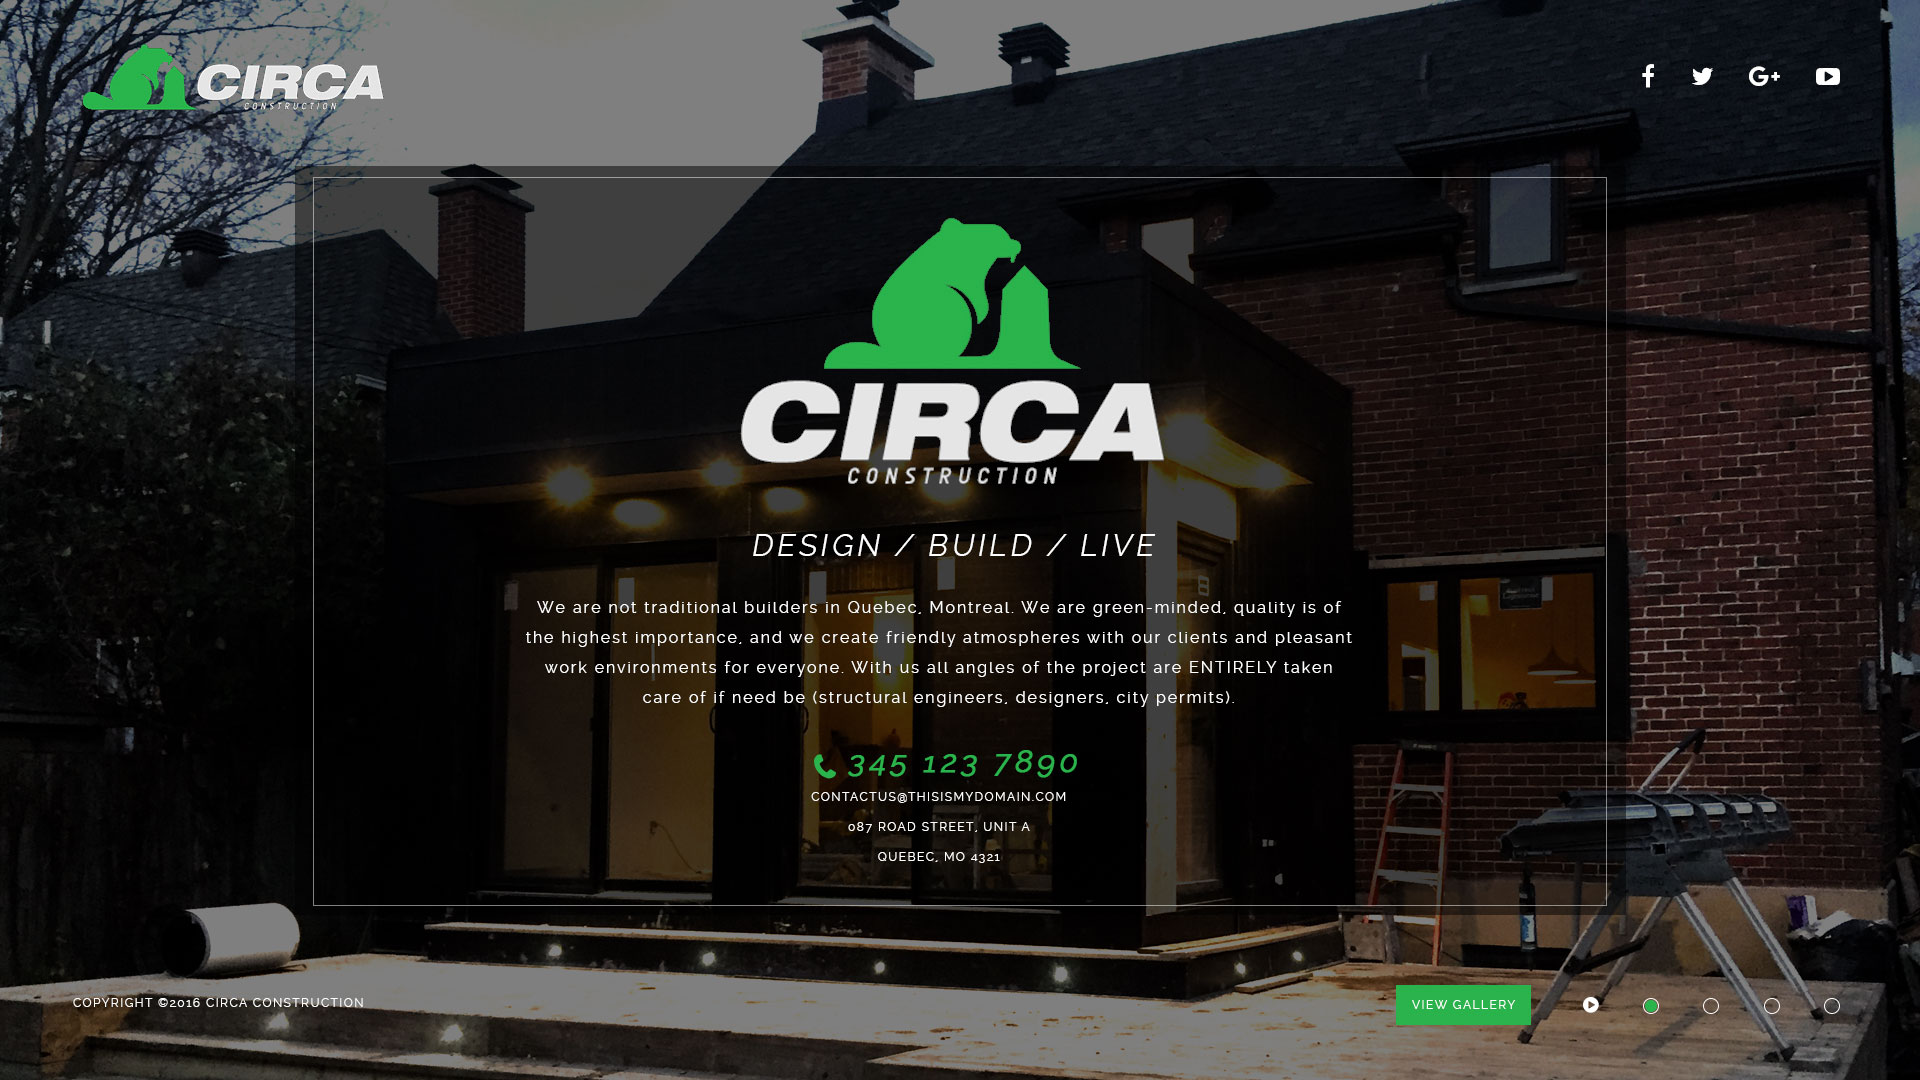 CIRCA
CONSTRUCTION
CIRCA
CONSTRUCTION
DESIGN / BUILD / LIVE
We are not traditional builders in Quebec, Montreal. We are green-minded, quality is of
the highest importance, and we create friendly atmospheres with our clients and pleasant
work environments for everyone. With us all angles of the project are ENTIRELY taken
care of if need be (structural engineers, designers, city permits).
345 123 7890
CONTACTUS@THISISMYDOMAIN.COM
087 ROAD STREET, UNIT A
QUEBEC, MO 4321
COPYRIGHT ©2016 CIRCA CONSTRUCTION
VIEW GALLERY